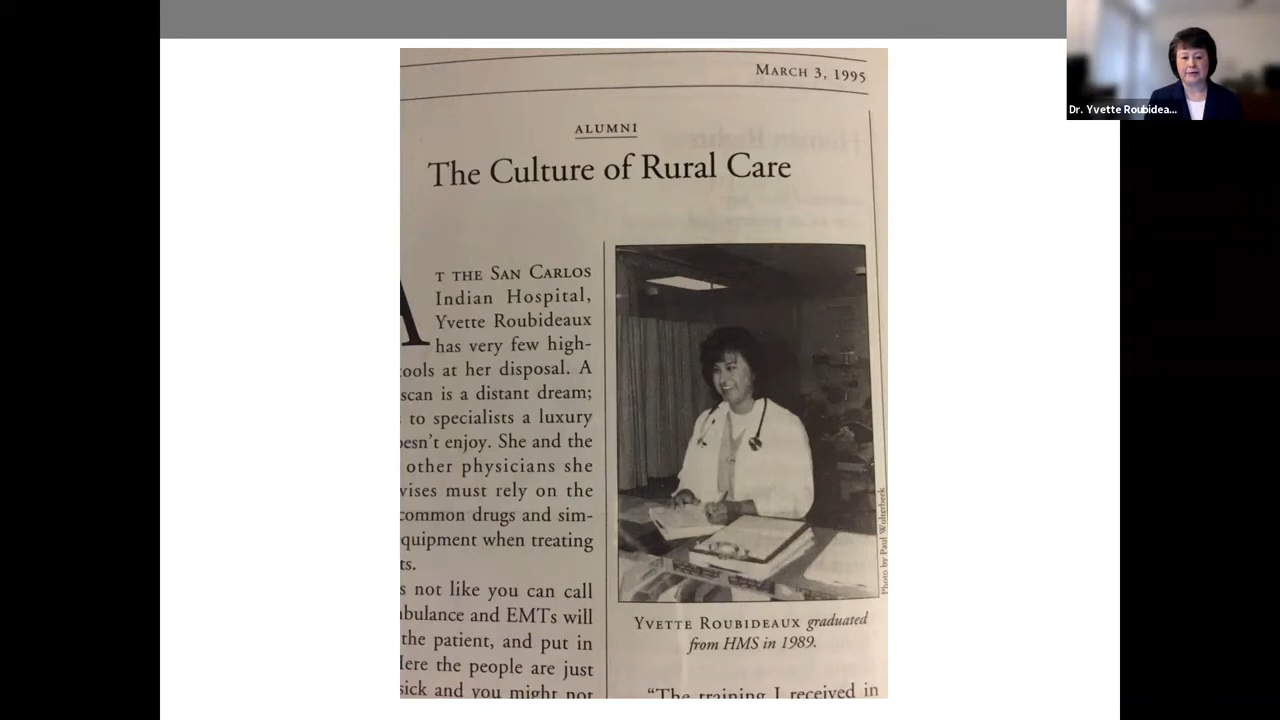 MARCH 3, 1995
ALUMNI
The Culture of Rural Care
AT THE SAN CARLOS
Indian Hospital,
Yvette Roubideaux
has very few high-
tools at her disposal. A
scan is a distant dream;
to specialists a luxury
esn't enjoy. She and the
other physicians she
vises must rely on the
common drugs and sim-
quipment when treating
ts.
s not like you can call
bulance and EMTs will
the patient, and put in
Here the people are just
sick and you might not
Photo by Paul Wolterbeek
YVETTE ROUBIDEAUX graduated
from HMS in 1989.
"The training I received in
Dr. Yvette Roubidea...